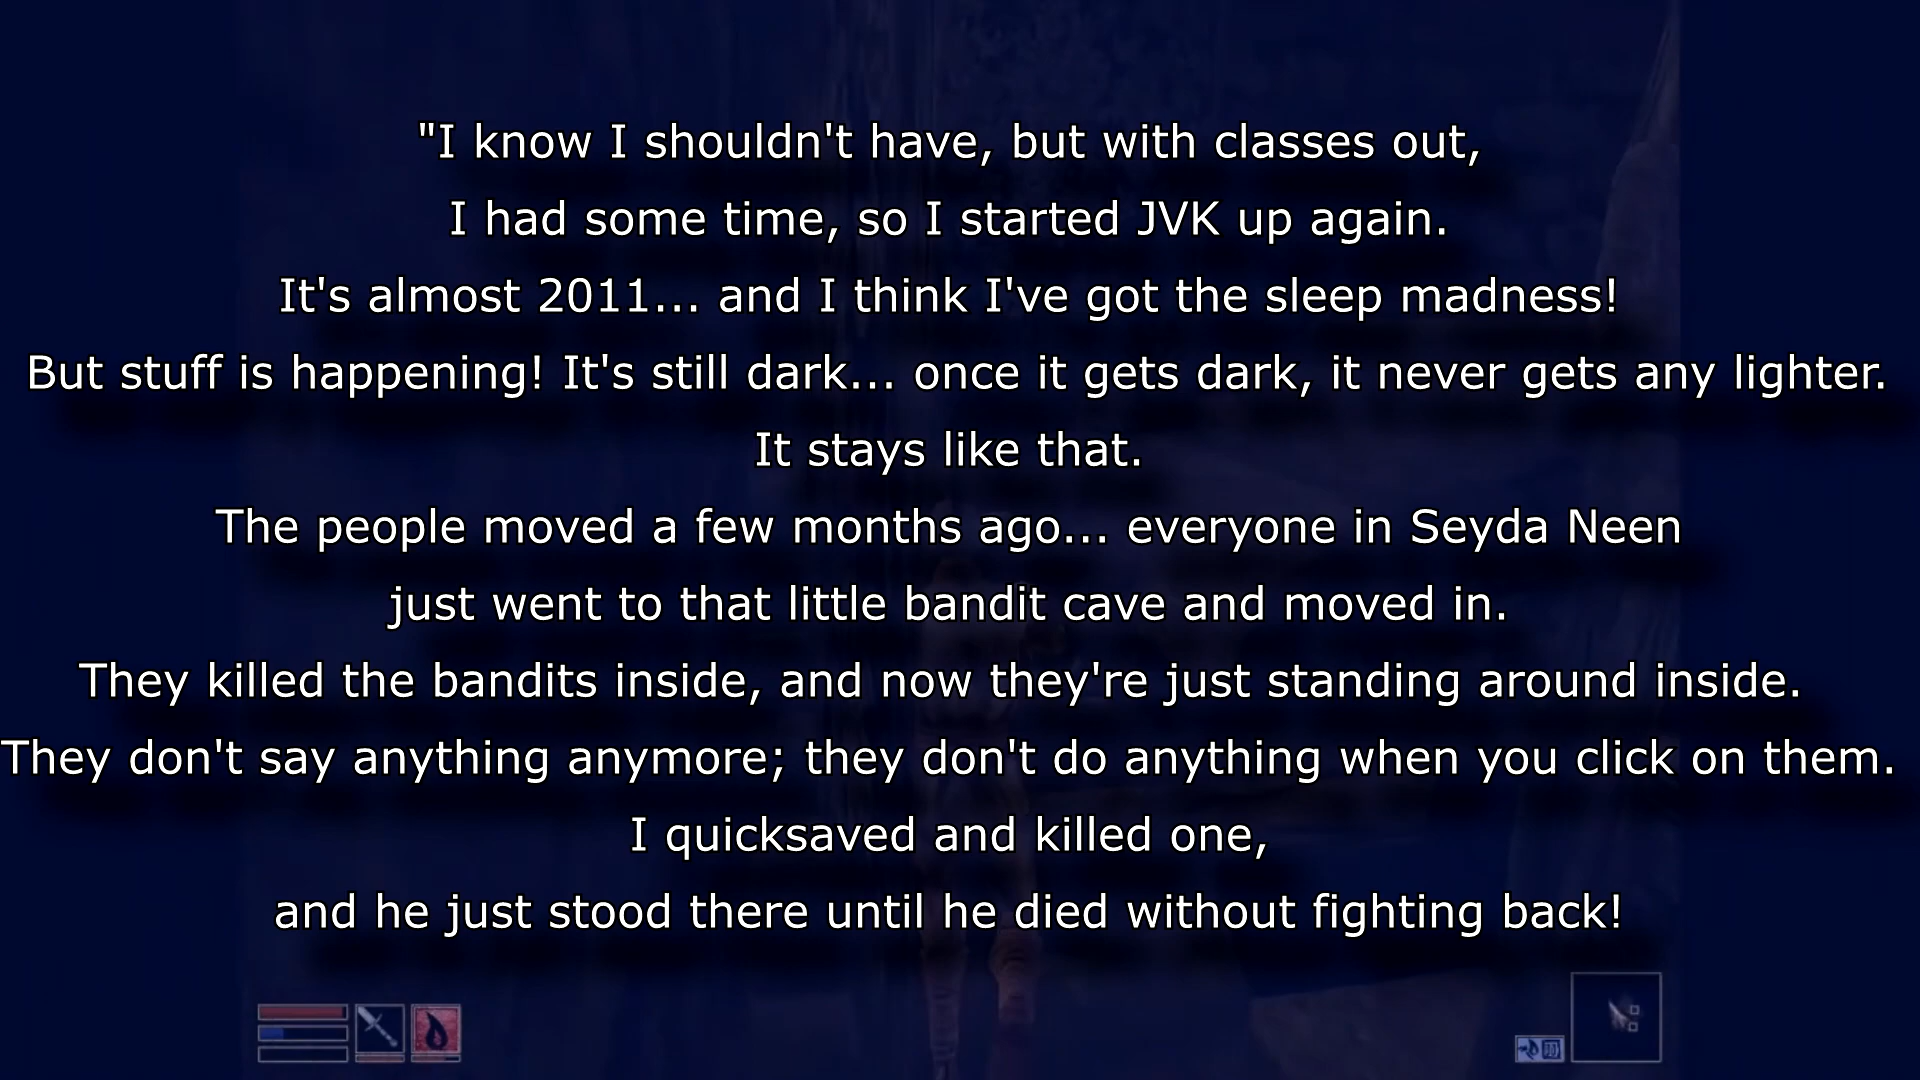 "I know I shouldn't have, but with classes out,
I had some time, so I started JVK up again.
It's almost 2011... and I think I've got the sleep madness!
But stuff is happening! It's still dark... once it gets dark, it never gets any lighter.
It stays like that.
The people moved a few months ago... everyone in Seyda Neen
just went to that little bandit cave and moved in.
They killed the bandits inside, and now they're just standing around inside.
They don't say anything anymore; they don't do anything when you click on them.
I quicksaved and killed one,
and he just stood there until he died without fighting back!